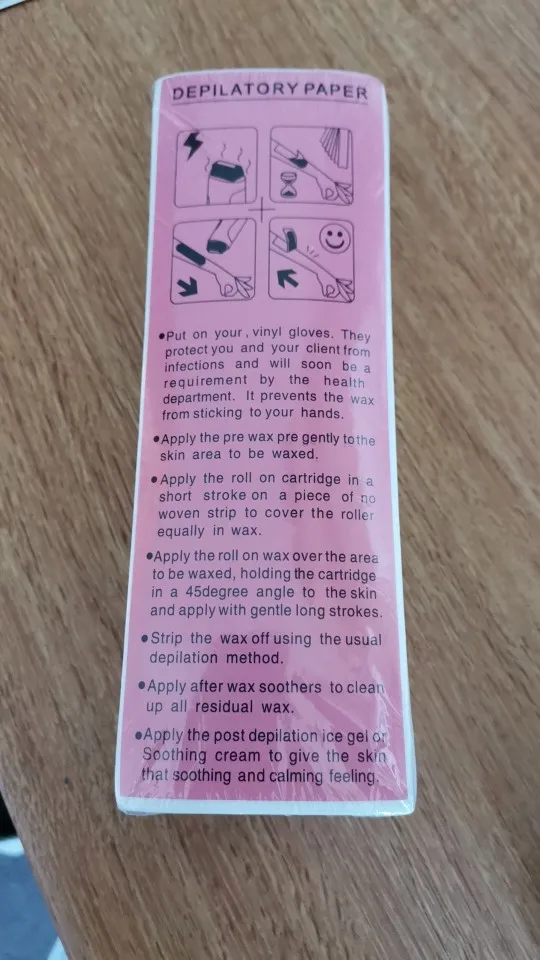 DEPILATORY PAPER
•Put on your, vinyl gloves. They
protect you and your client from
infections and will soon be a
requirement by the health
department. It prevents the wax
from sticking to your hands.
•Apply the pre wax pre gently to the
skin area to be waxed.
•Apply the roll on cartridge in a
short stroke on a piece of no
woven strip to cover the roller
equally in wax.
•Apply the roll on wax over the area
to be waxed, holding the cartridge
in a 45degree angle to the skin
and apply with gentle long strokes.
•Strip the wax off using the usual
depilation method.
•Apply after wax soothers to clean
up all residual wax.
•Apply the post depilation ice gel or
Soothing cream to give the skin
that soothing and calming feeling.